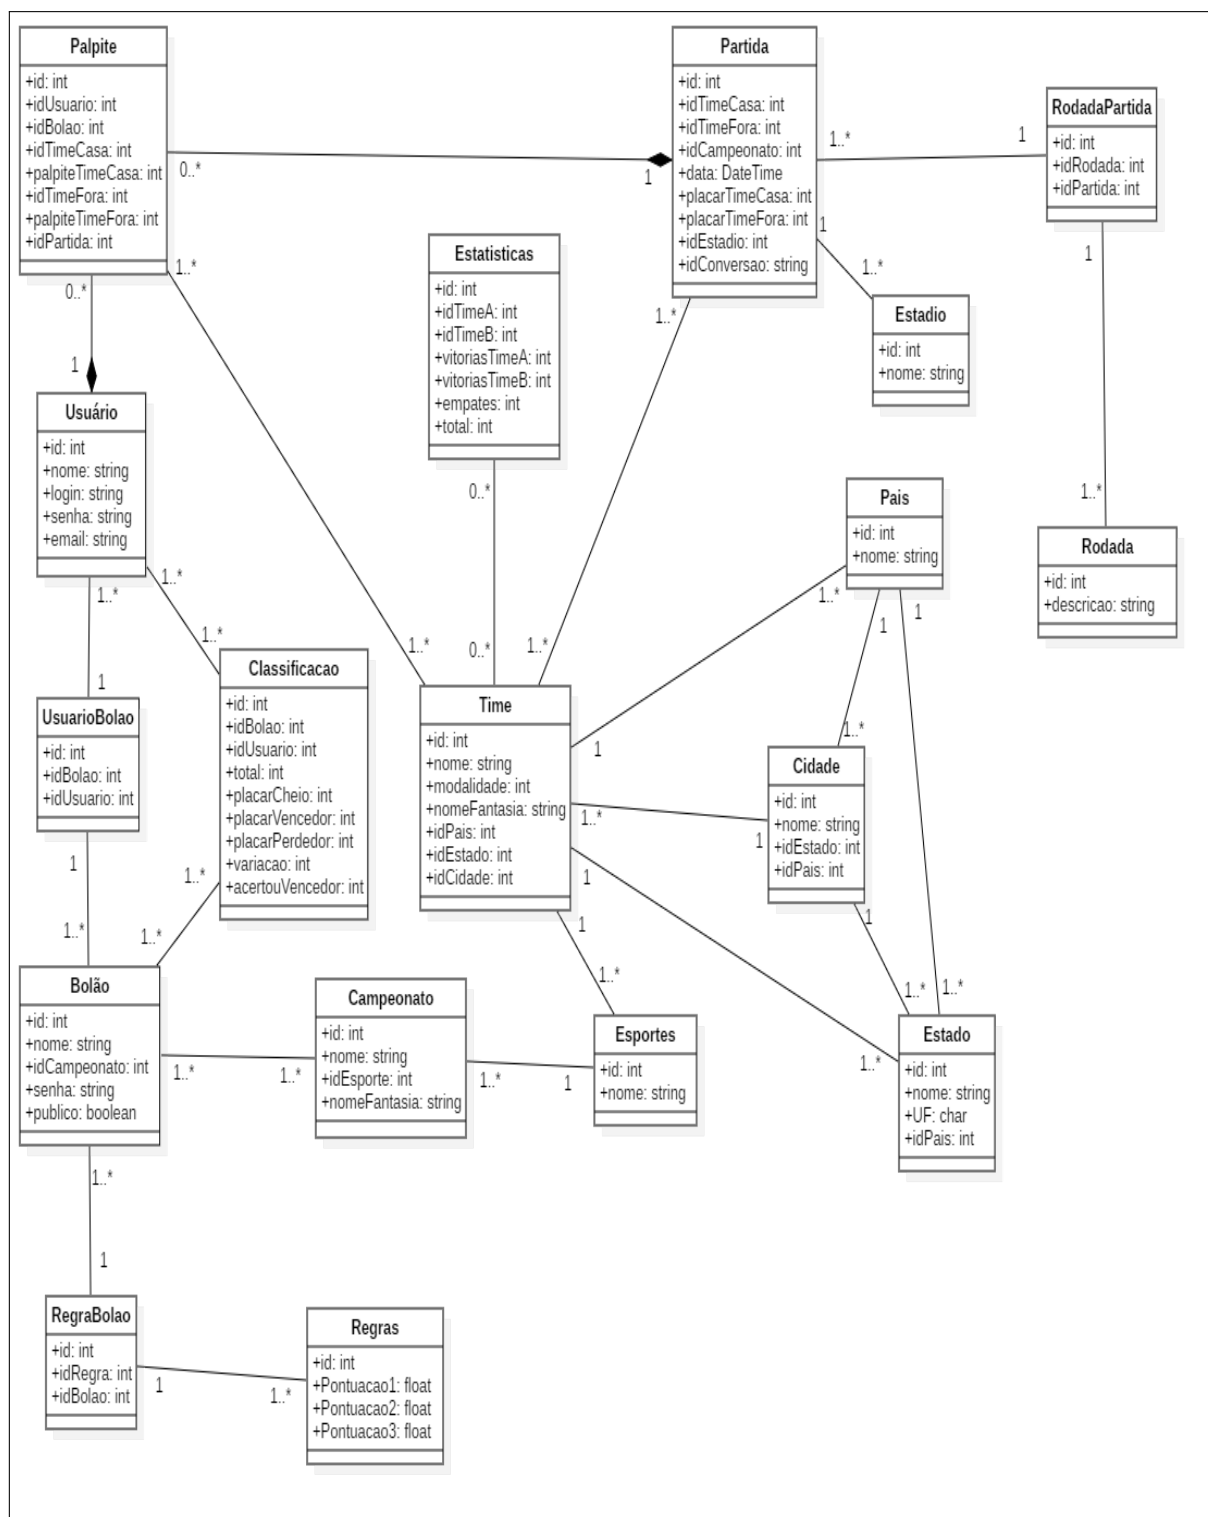 Palpite
+id: int
+idUsuario: int
+idBolao: int
+idTimeCasa: int
+palpiteTimeCasa: int
+idTimeFora: int
+palpiteTimeFora: int
+idPartida: int
0..*
1
1..*
0..*
1
Partida
+id: int
+idTimeCasa: int
+idTimeFora: int
+idCampeonato: int
+data: DateTime
+placarTimeCasa: int
+placarTimeFora: int
+idEstadio: int
+idConversao: string
1..*
1
1
1..*
1..*
RodadaPartida
+id: int
+idRodada: int
+idPartida: int
1
1..*
Estatisticas
+id: int
+idTimeA: int
+idTimeB: int
+vitoriasTimeA: int
+vitoriasTimeB: int
+empates: int
+total: int
0..*
0..*
Estadio
+id: int
+nome: string
Usuário
+id: int
+nome: string
+login: string
+senha: string
+email: string
1..*
1..*
1..*
1
Pais
+id: int
+nome: string
1..*
1
1
1
Rodada
+id: int
+descricao: string
Classificacao
+id: int
+idBolao: int
+idUsuario: int
+total: int
+placarCheio: int
+placarVencedor: int
+placarPerdedor: int
+variacao: int
+acertouVencedor: int
1..*
1..*
UsuarioBolao
+id: int
+idBolao: int
+idUsuario: int
1
1..*
1..*
1..*
Time
+id: int
+nome: string
+modalidade: int
+nomeFantasia: string
+idPais: int
+idEstado: int
+idCidade: int
1..*
1
1
1
1..*
1..*
Cidade
+id: int
+nome: string
+idEstado: int
+idPais: int
1
1..*
1..*
1..*
Bolão
+id: int
+nome: string
+idCampeonato: int
+senha: string
+publico: boolean
1..*
1..*
1..*
1
Campeonato
+id: int
+nome: string
+idEsporte: int
+nomeFantasia: string
1..*
1
Esportes
+id: int
+nome: string
Estado
+id: int
+nome: string
+UF: char
+idPais: int
RegraBolao
+id: int
+idRegra: int
+idBolao: int
1
1..*
Regras
+id: int
+Pontuacao1: float
+Pontuacao2: float
+Pontuacao3: float